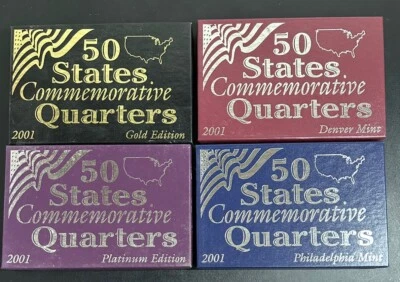 50
States
Commemorative
Quarters
2001 Gold Edition
50
States
Commemorative
Quarters
2001 Denver Mint
50
States
Commemorative
Quarters
2001 Platinum Edition
50
States
Commemorative
Quarters
2001 Philadelphia Mint